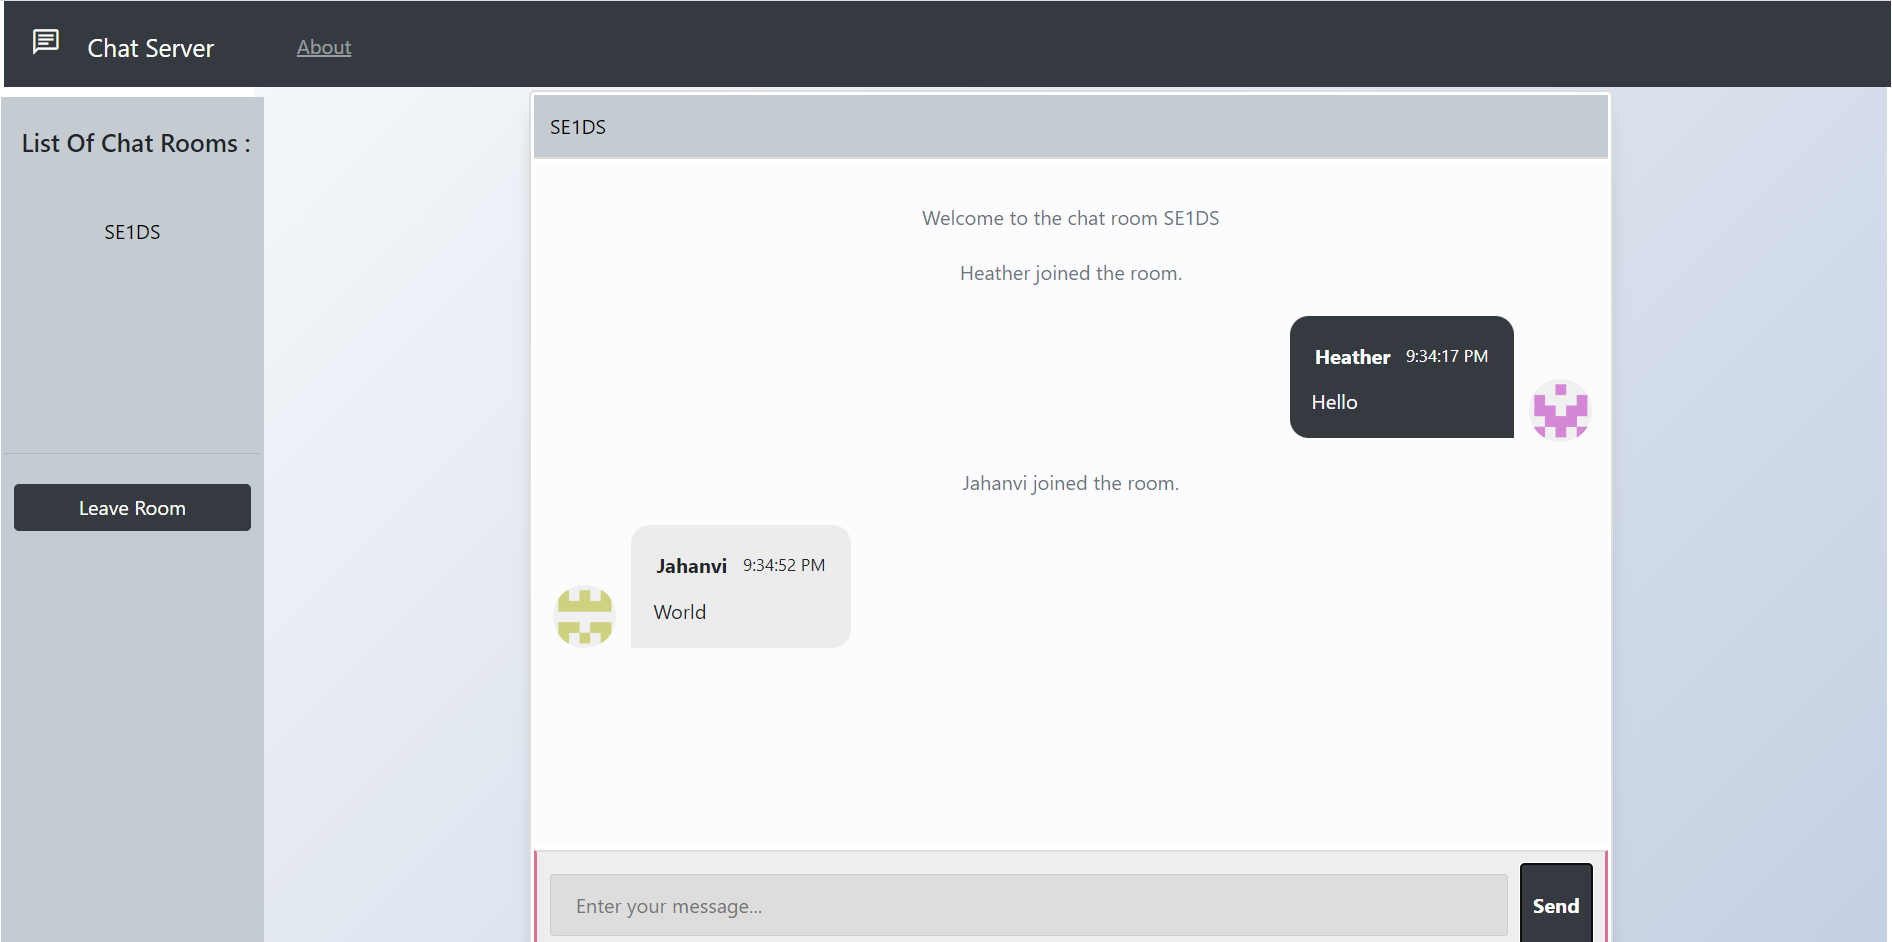 Chat Server
About
List Of Chat Rooms :
SE1DS
Leave Room
SE1DS
Welcome to the chat room SE1DS
Heather joined the room.
Heather 9:34:17 PM
Hello
Jahanvi joined the room.
Jahanvi 9:34:52 PM
World
Enter your message...
Send